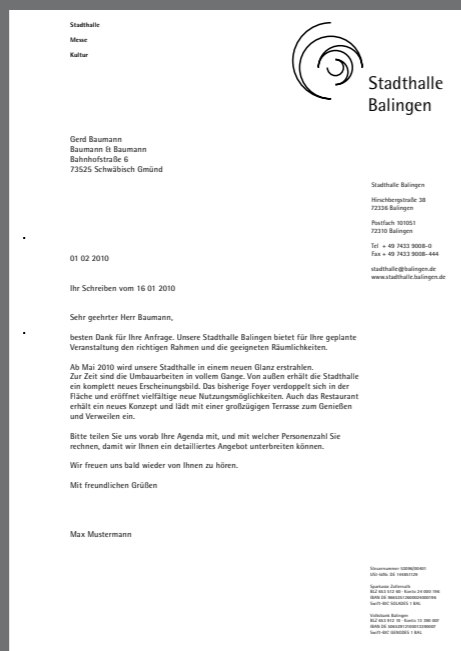 Stadthalle
Messe
Kultur
Stadthalle
Balingen
Gerd Baumann
Baumann & Baumann
Bahnhofstraße 6
73525 Schwäbisch Gmünd
Stadthalle Balingen
Hirschbergstraße 38
72336 Balingen
Postfach 101051
72310 Balingen
Tel + 49 7433 9008-0
Fax + 49 7433 9008-444
stadthalle@balingen.de
www.stadthalle.balingen.de
01 02 2010
Ihr Schreiben vom 16 01 2010
Sehr geehrter Herr Baumann,
besten Dank für Ihre Anfrage. Unsere Stadthalle Balingen bietet für Ihre geplante
Veranstaltung den richtigen Rahmen und die geeigneten Räumlichkeiten.
Ab Mai 2010 wird unsere Stadthalle in einem neuen Glanz erstrahlen.
Zur Zeit sind die Umbauarbeiten in vollem Gange. Von außen erhält die Stadthalle
ein komplett neues Erscheinungsbild. Das bisherige Foyer verdoppelt sich in der
Fläche und eröffnet vielfältige neue Nutzungsmöglichkeiten. Auch das Restaurant
erhält ein neues Konzept und lädt mit einer großzügigen Terrasse zum Genießen
und Verweilen ein.
Bitte teilen Sie uns vorab Ihre Agenda mit, und mit welcher Personenzahl Sie
rechnen, damit wir Ihnen ein detailliertes Angebot unterbreiten können.
Wir freuen uns bald wieder von Ihnen zu hören.
Mit freundlichen Grüßen
Max Mustermann
Steuernummer
Sparkasse Zollernalb
Volksbank Balingen